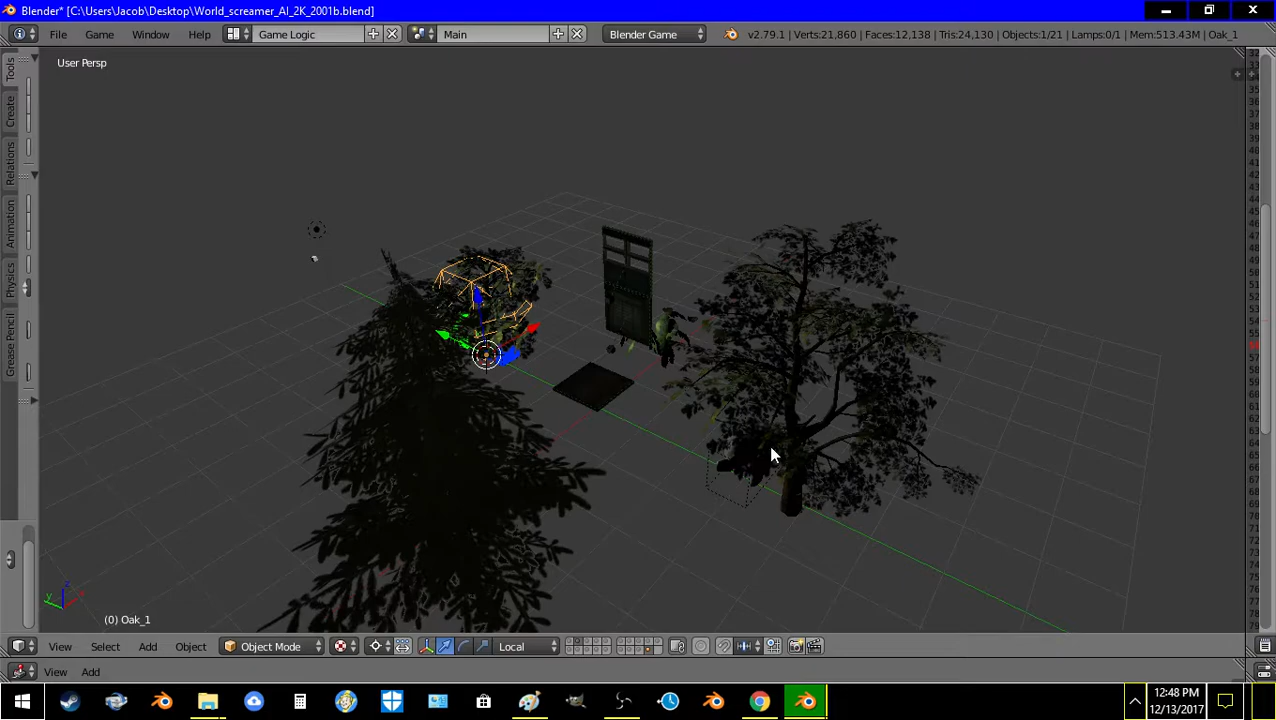 Blender* [C:\Users\Jacob\Desktop\World_screamer_AI_2K_2001b.blend]
File Game Window Help Game Logic Main Blender Game v2.79.1 | Verts:21,860 | Faces:12,138 | Tris:24,130 | Objects:1/21 | Lamps:0/1 | Mem:513.43M | Oak_1
User Persp
Tools
Create
Relations
Animation
Physics
Grease Pencil
(0) Oak_1
View Select Add Object Object Mode Local
View Add
12:48 PM
12/13/2017